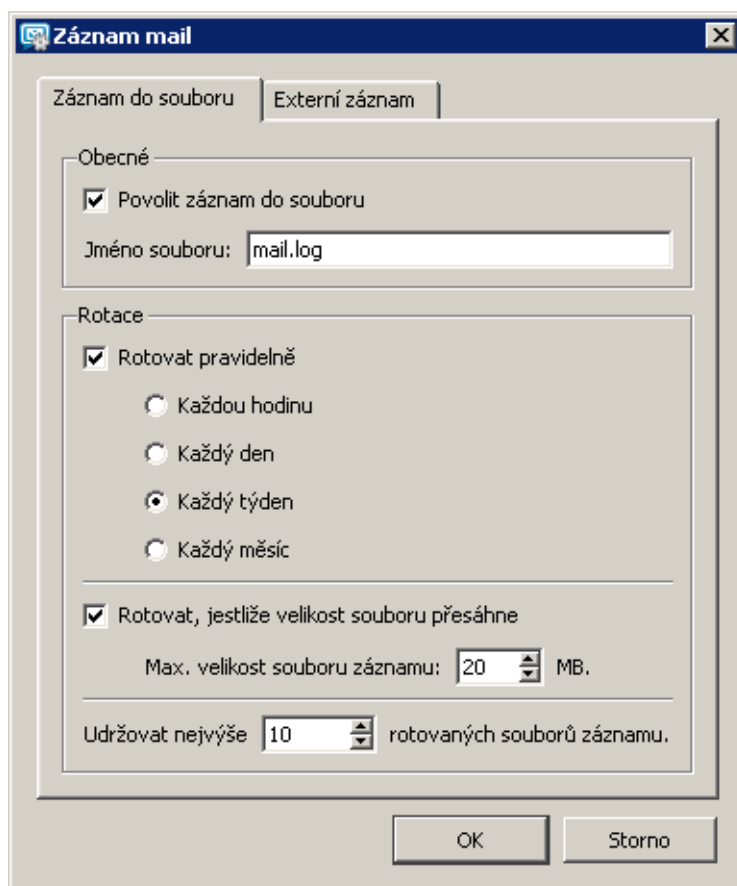 Záznam mail
Záznam do souboru Externí záznam
Obecné
Povolit záznam do souboru
Jméno souboru: mail.log
Rotace
Rotovat pravidelně
Každou hodinu
Každý den
Každý týden
Každý měsíc
Rotovat, jestliže velikost souboru přesáhne
Max. velikost souboru záznamu: 20 MB.
Udržovat nejvýše 10 rotovaných souborů záznamu.
OK Storno